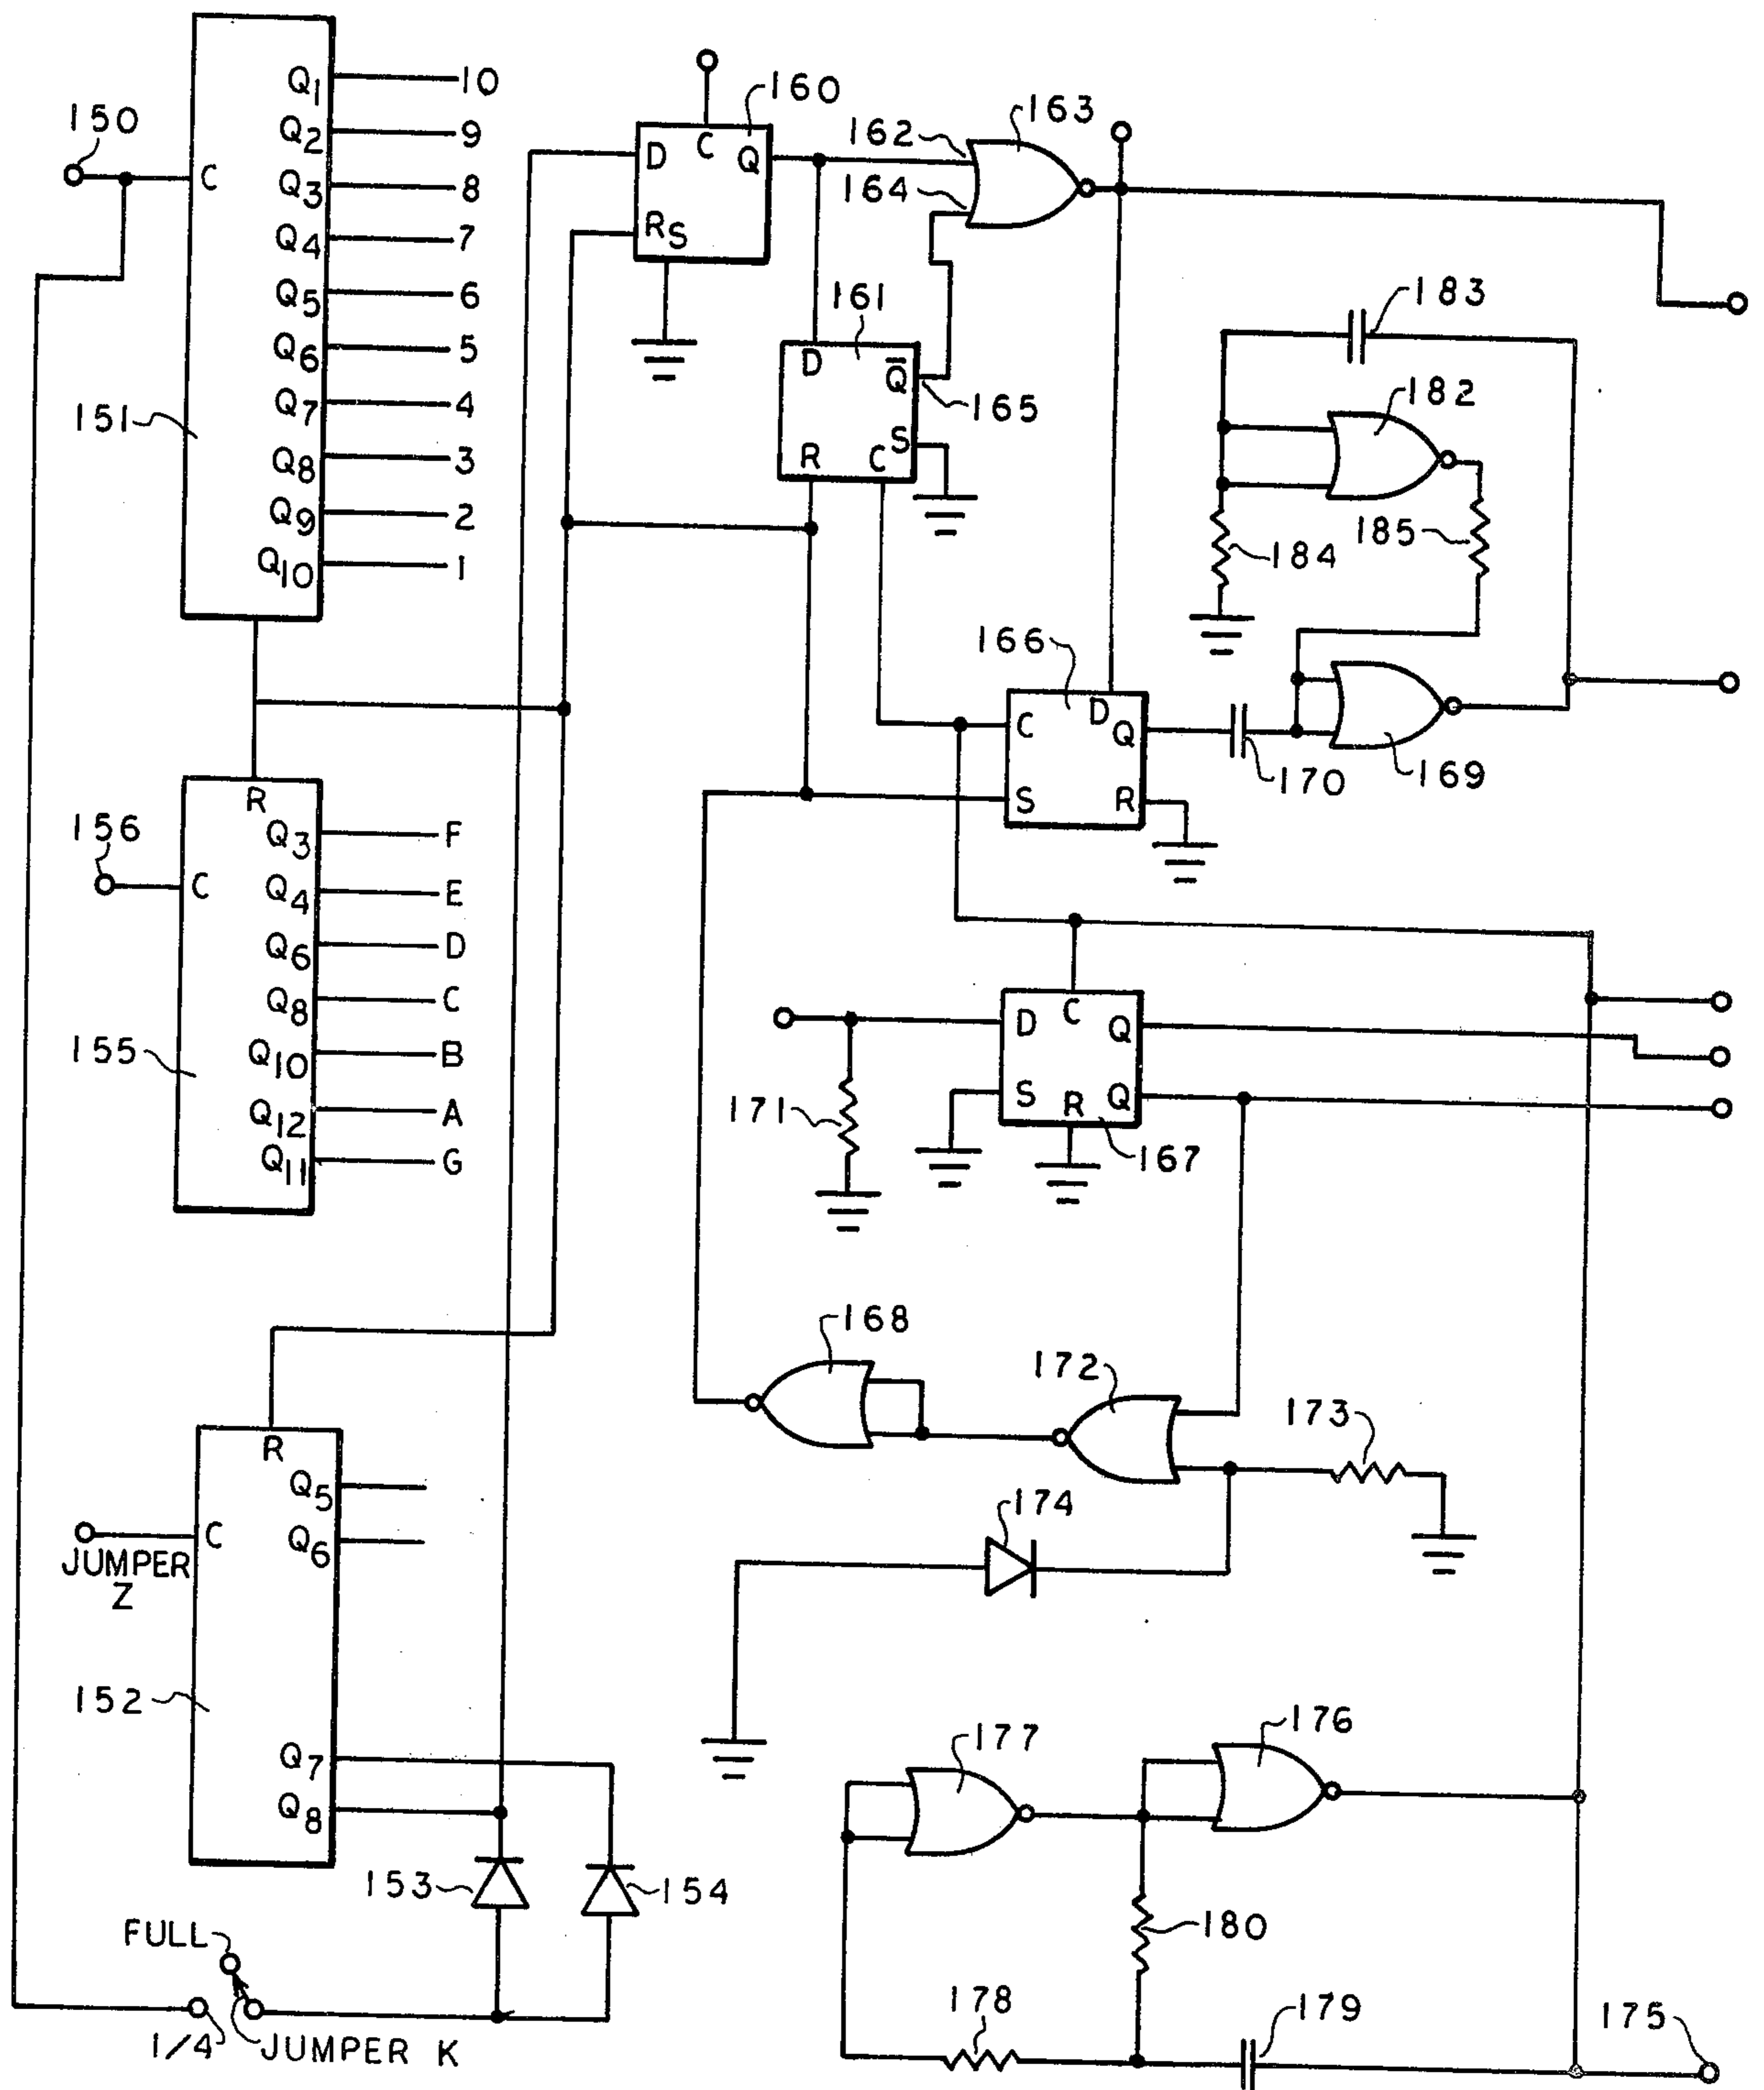 150
C
Q1 10
Q2 9
Q3 8
Q4 7
Q5 6
Q6 5
Q7 4
Q8 3
Q9 2
Q10 1
151
160
D C Q
RS
162
163
164
161
D Q̅
165
R C S
183
182
184
185
166
C D Q
S R
170
169
156
C
R
Q3 F
Q4 E
Q6 D
Q8 C
Q10 B
Q12 A
Q11 G
155
D C Q
S R Q
171
167
168
172
173
174
R
Q5
C
Q6
JUMPER
Z
152
Q7
Q8
153
154
FULL
1/4
JUMPER K
177
176
180
178
179
175